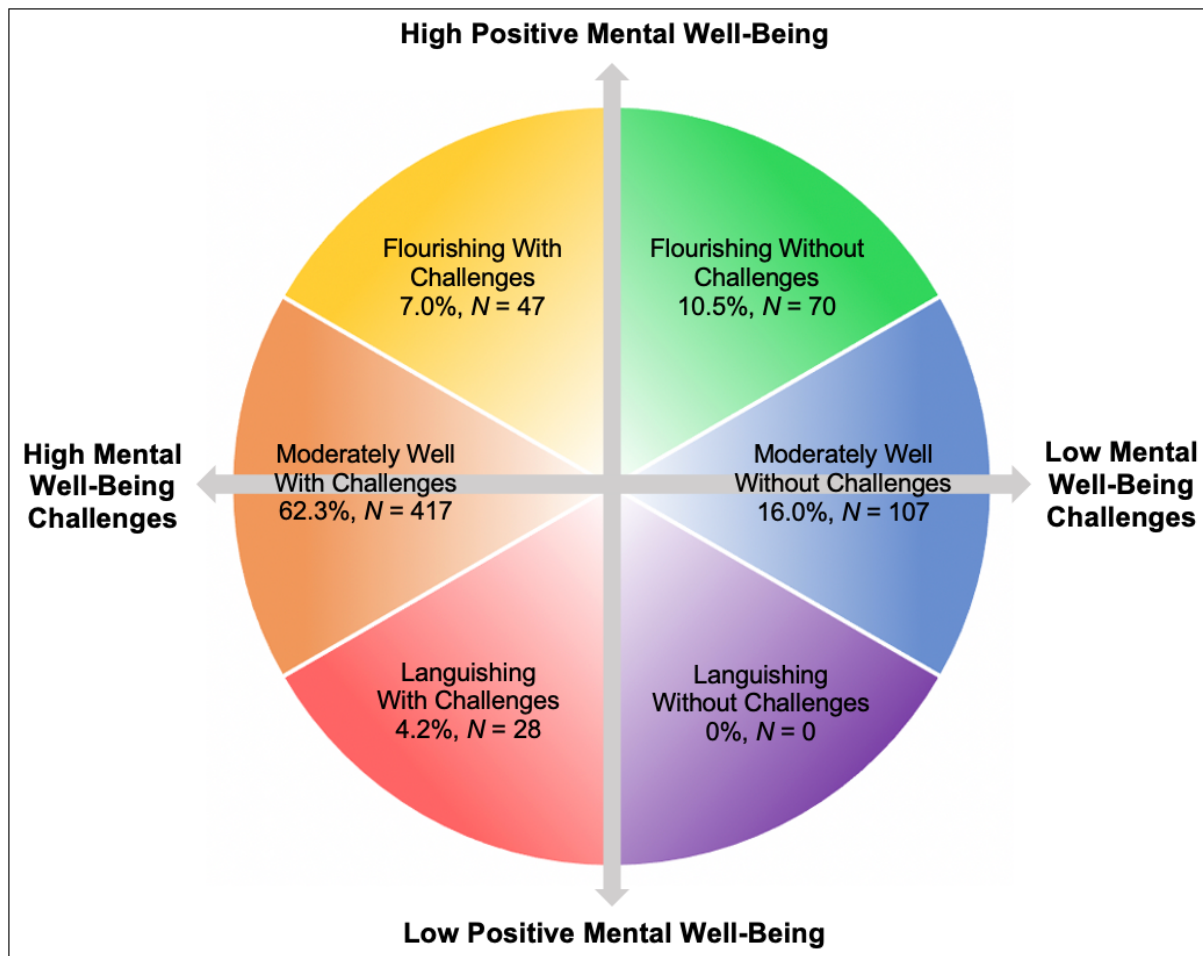 High Positive Mental Well-Being
Flourishing With
Challenges
7.0%, N = 47
Flourishing Without
Challenges
10.5%, N = 70
High Mental
Well-Being
Challenges
Moderately Well
With Challenges
62.3%, N = 417
Moderately Well
Without Challenges
16.0%, N = 107
Low Mental
Well-Being
Challenges
Languishing
With Challenges
4.2%, N = 28
Languishing
Without Challenges
0%, N = 0
Low Positive Mental Well-Being